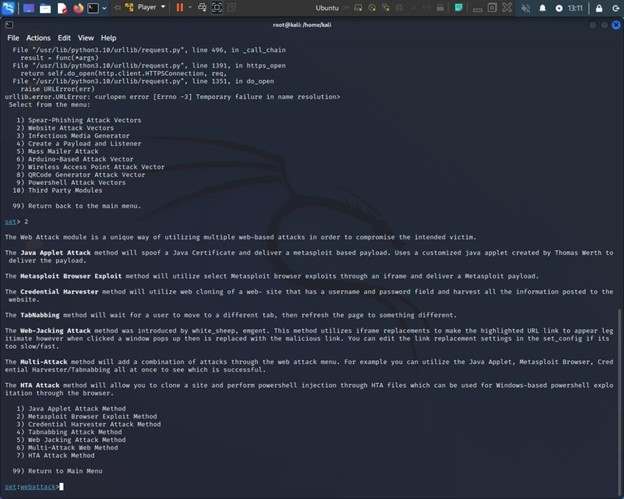 Player
Ubuntu
13:11
root@kali: /home/kali
File Actions Edit View Help
File "/usr/lib/python3.10/urllib/request.py", line 496, in _call_chain
result = func(*args)
File "/usr/lib/python3.10/urllib/request.py", line 1391, in https_open
return self.do_open(http.client.HTTPSConnection, req,
File "/usr/lib/python3.10/urllib/request.py", line 1351, in do_open
raise URLError(err)
urllib.error.URLError: <urlopen error [Errno -3] Temporary failure in name resolution>
Select from the menu:
1) Spear-Phishing Attack Vectors
2) Website Attack Vectors
3) Infectious Media Generator
4) Create a Payload and Listener
5) Mass Mailer Attack
6) Arduino-Based Attack Vector
7) Wireless Access Point Attack Vector
8) QRCode Generator Attack Vector
9) Powershell Attack Vectors
10) Third Party Modules
99) Return back to the main menu.
set> 2
The Web Attack module is a unique way of utilizing multiple web-based attacks in order to compromise the intended victim.
The Java Applet Attack method will spoof a Java Certificate and deliver a metasploit based payload. Uses a customized java applet created by Thomas Werth to
deliver the payload.
The Metasploit Browser Exploit method will utilize select Metasploit browser exploits through an iframe and deliver a Metasploit payload.
The Credential Harvester method will utilize web cloning of a web- site that has a username and password field and harvest all the information posted to the
website.
The TabNabbing method will wait for a user to move to a different tab, then refresh the page to something different.
The Web-Jacking Attack method was introduced by white_sheep, emgent. This method utilizes iframe replacements to make the highlighted URL link to appear leg
itimate however when clicked a window pops up then is replaced with the malicious link. You can edit the link replacement settings in the set_config if its
too slow/fast.
The Multi-Attack method will add a combination of attacks through the web attack menu. For example you can utilize the Java Applet, Metasploit Browser, Cred
ential Harvester/Tabnabbing all at once to see which is successful.
The HTA Attack method will allow you to clone a site and perform powershell injection through HTA files which can be used for Windows-based powershell explo
itation through the browser.
1) Java Applet Attack Method
2) Metasploit Browser Exploit Method
3) Credential Harvester Attack Method
4) Tabnabbing Attack Method
5) Web Jacking Attack Method
6) Multi-Attack Web Method
7) HTA Attack Method
99) Return to Main Menu
set:webattack>